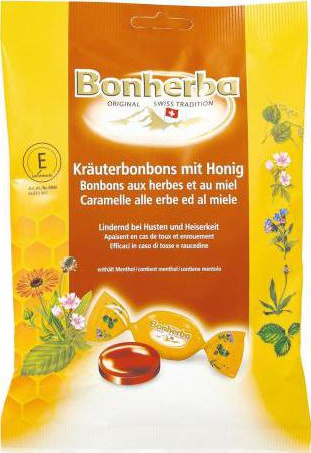 Bonherba
ORIGINAL SWISS TRADITION
E
Kräuterbonbons mit Honig
Bonbons aux herbes et au miel
Caramelle alle erbe ed al miele
Lindernd bei Husten und Heiserkeit
Apaisent en cas de toux et enrouement
Efficaci in caso di tosse e raucedine
enthält Menthol / contient menthol / contiene mentolo
Bonherba